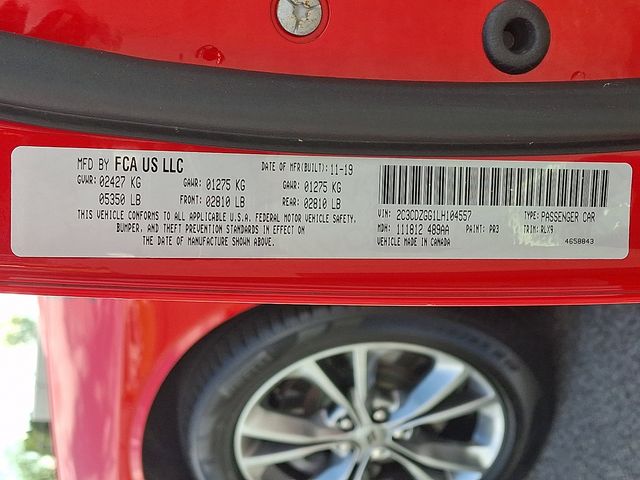 MFD BY FCA US LLC DATE OF MFR(BUILT): 11-19
GVWR: 02427 KG GAWR: 01275 KG GAWR: 01275 KG
05350 LB FRONT: 02810 LB REAR: 02810 LB
THIS VEHICLE CONFORMS TO ALL APPLICABLE U.S.A. FEDERAL MOTOR VEHICLE SAFETY,
BUMPER, AND THEFT PREVENTION STANDARDS IN EFFECT ON
THE DATE OF MANUFACTURE SHOWN ABOVE.
VIN: 2C3CDZGG1LH104557 TYPE: PASSENGER CAR
MDH: 111812 489AA PAINT: PR3 TRIM: RLX9
VEHICLE MADE IN CANADA 4658843